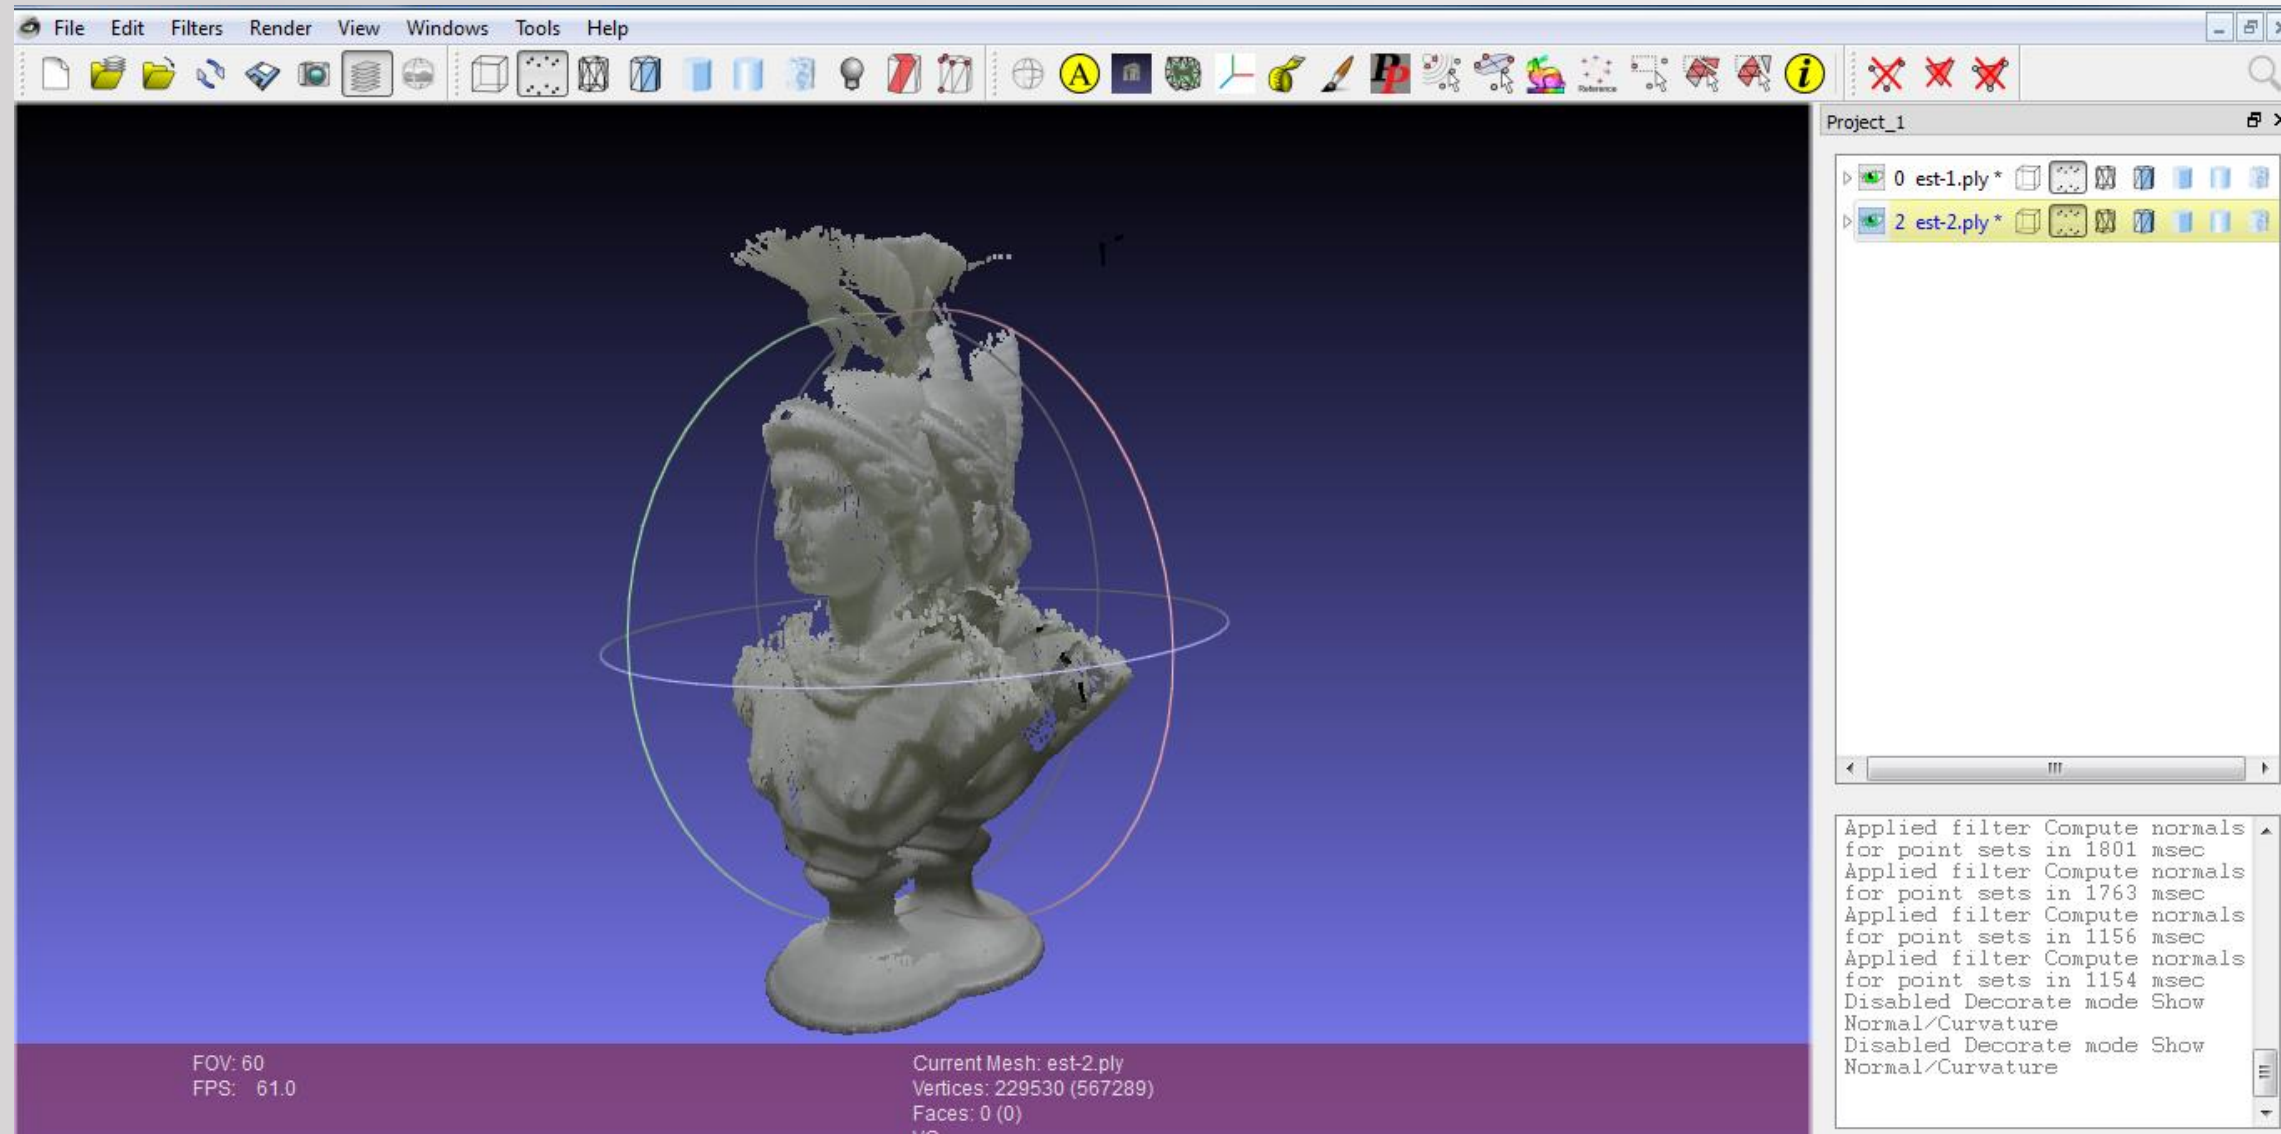 File Edit Filters Render View Windows Tools Help
A Pp Reference i
Project_1
0 est-1.ply *
2 est-2.ply *
Applied filter Compute normals
for point sets in 1801 msec
Applied filter Compute normals
for point sets in 1763 msec
Applied filter Compute normals
for point sets in 1156 msec
Applied filter Compute normals
for point sets in 1154 msec
Disabled Decorate mode Show
Normal/Curvature
Disabled Decorate mode Show
Normal/Curvature
FOV: 60
FPS: 61.0
Current Mesh: est-2.ply
Vertices: 229530 (567289)
Faces: 0 (0)